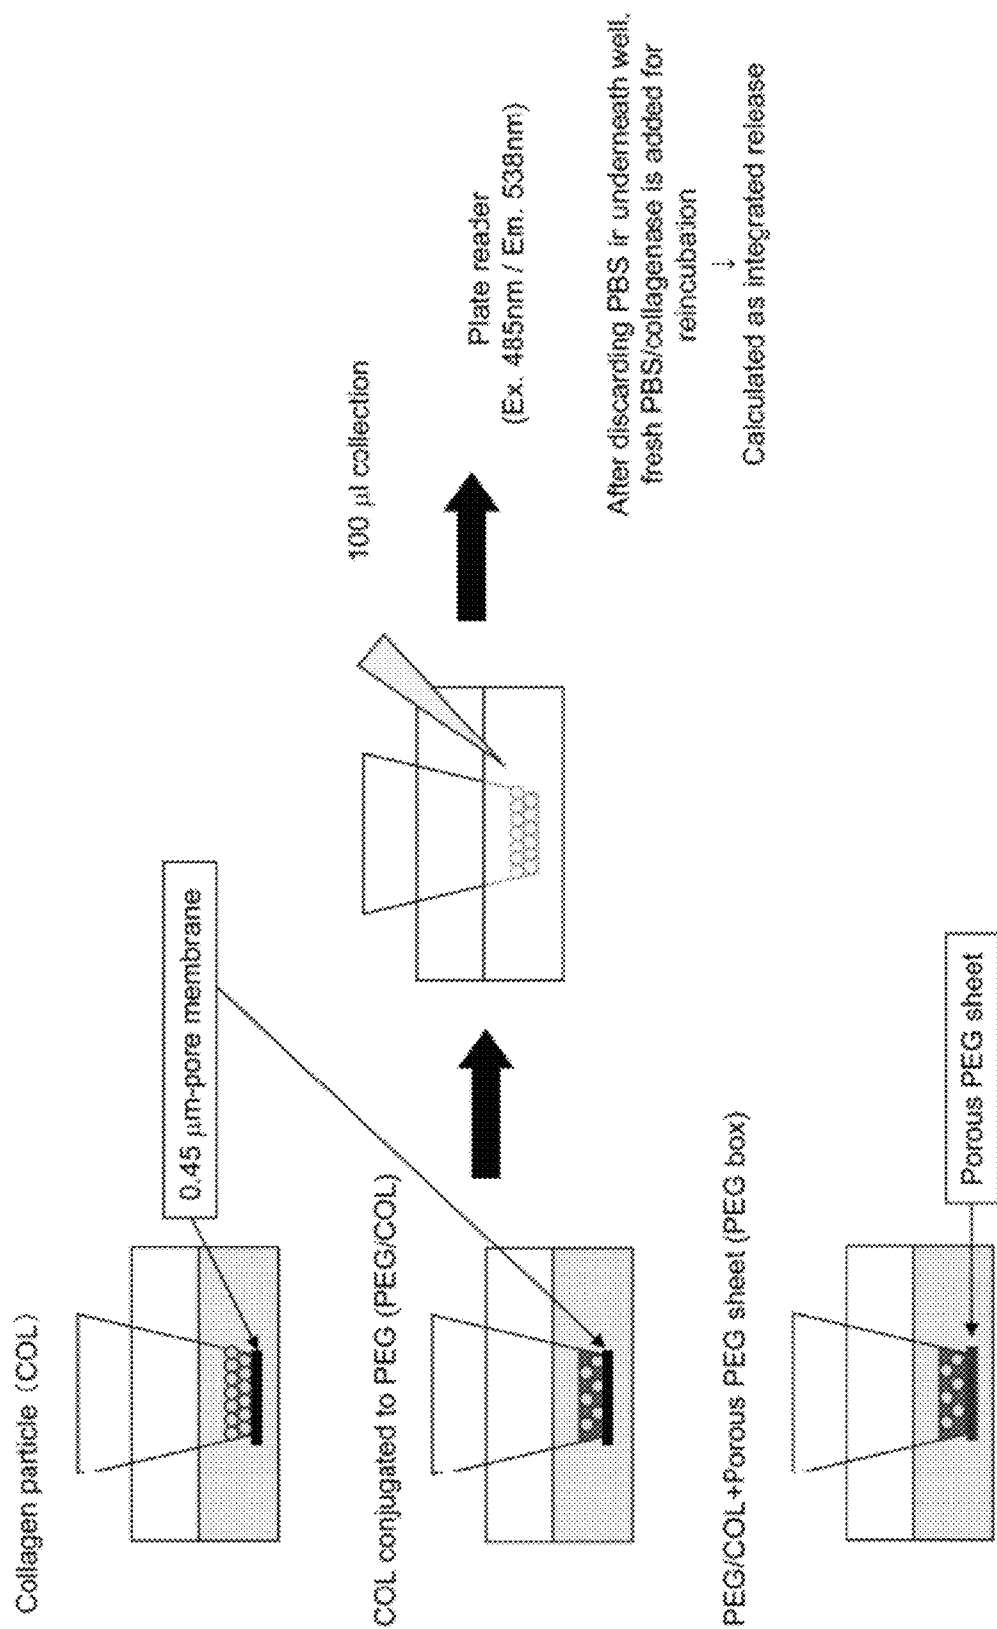 Collagen particle (COL)
0.45 µm-pore membrane
COL conjugated to PEG (PEG/COL)
PEG/COL+Porous PEG sheet (PEG box)
Porous PEG sheet
100 µl collection
Plate reader
(Ex. 485nm / Em. 538nm)
After discarding PBS ir underneath well,
fresh PBS/collagenase is added for
reincubation
Calculated as integrated release